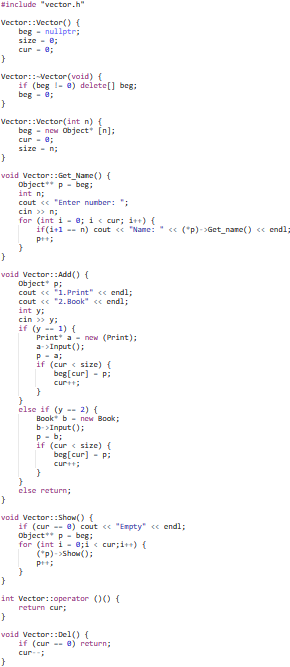 #include "vector.h"
Vector::Vector() {
beg = nullptr;
size = 0;
cur = 0;
}
Vector::~Vector(void) {
if (beg != 0) delete[] beg;
beg = 0;
}
Vector::Vector(int n) {
beg = new Object* [n];
cur = 0;
size = n;
}
void Vector::Get_Name() {
Object** p = beg;
int n;
cout << "Enter number: ";
cin >> n;
for (int i = 0; i < cur; i++) {
if(i+1 == n) cout << "Name: " << (*p)->Get_name() << endl;
p++;
}
}
void Vector::Add() {
Object* p;
cout << "1.Print" << endl;
cout << "2.Book" << endl;
int y;
cin >> y;
if (y == 1) {
Print* a = new (Print);
a->Input();
p = a;
if (cur < size) {
beg[cur] = p;
cur++;
}
}
else if (y == 2) {
Book* b = new Book;
b->Input();
p = b;
if (cur < size) {
beg[cur] = p;
cur++;
}
}
else return;
}
void Vector::Show() {
if (cur == 0) cout << "Empty" << endl;
Object** p = beg;
for (int i = 0;i < cur;i++) {
(*p)->Show();
p++;
}
}
int Vector::operator ()() {
return cur;
}
void Vector::Del() {
if (cur == 0) return;
cur--;
}